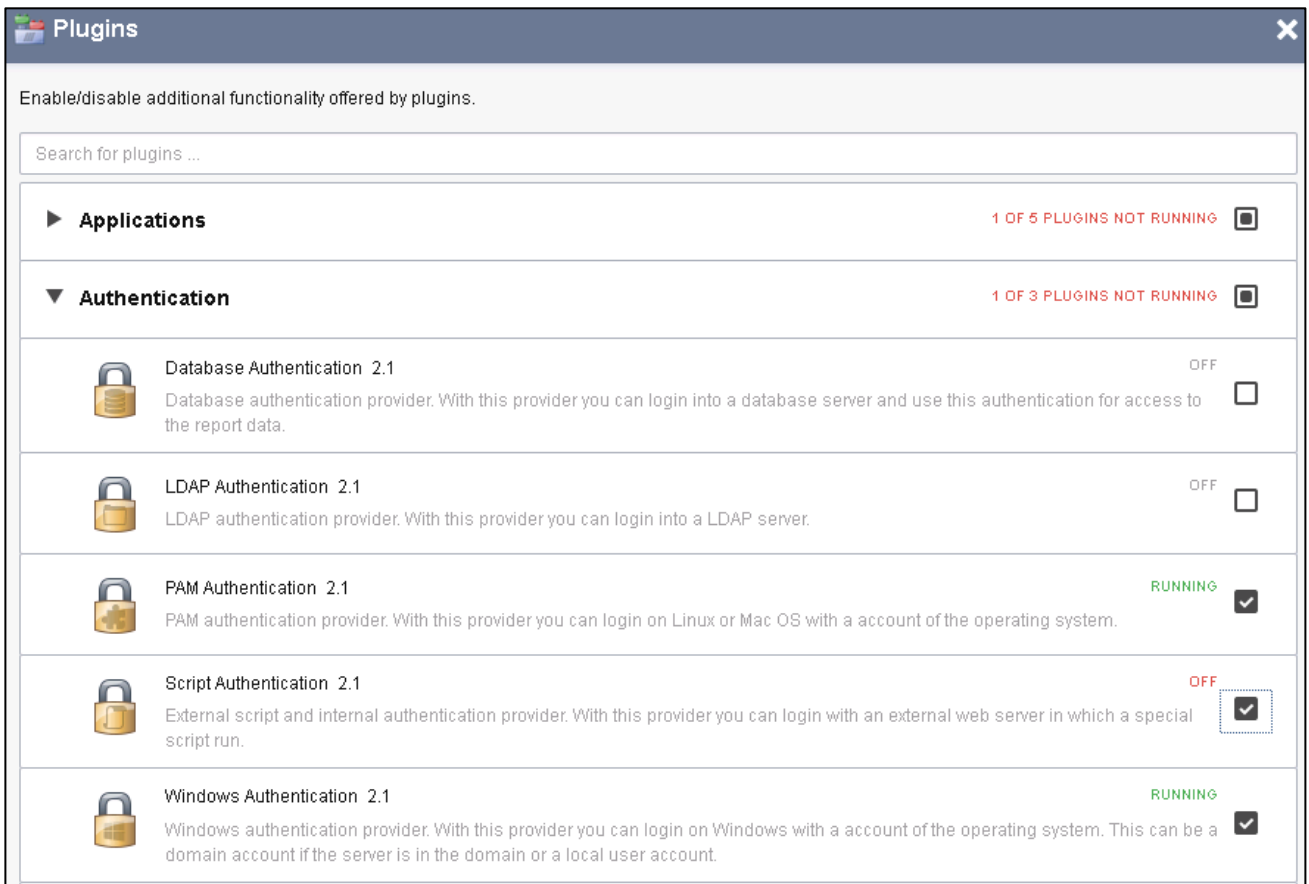 Plugins
Enable/disable additional functionality offered by plugins.
Search for plugins ...
Applications
1 OF 5 PLUGINS NOT RUNNING
Authentication
1 OF 3 PLUGINS NOT RUNNING
Database Authentication 2.1
OFF
Database authentication provider. With this provider you can login into a database server and use this authentication for access to
the report data.
LDAP Authentication 2.1
OFF
LDAP authentication provider. With this provider you can login into a LDAP server.
PAM Authentication 2.1
RUNNING
PAM authentication provider. With this provider you can login on Linux or Mac OS with a account of the operating system.
Script Authentication 2.1
OFF
External script and internal authentication provider. With this provider you can login with an external web server in which a special
script run.
Windows Authentication 2.1
RUNNING
Windows authentication provider. With this provider you can login on Windows with a account of the operating system. This can be a
domain account if the server is in the domain or a local user account.